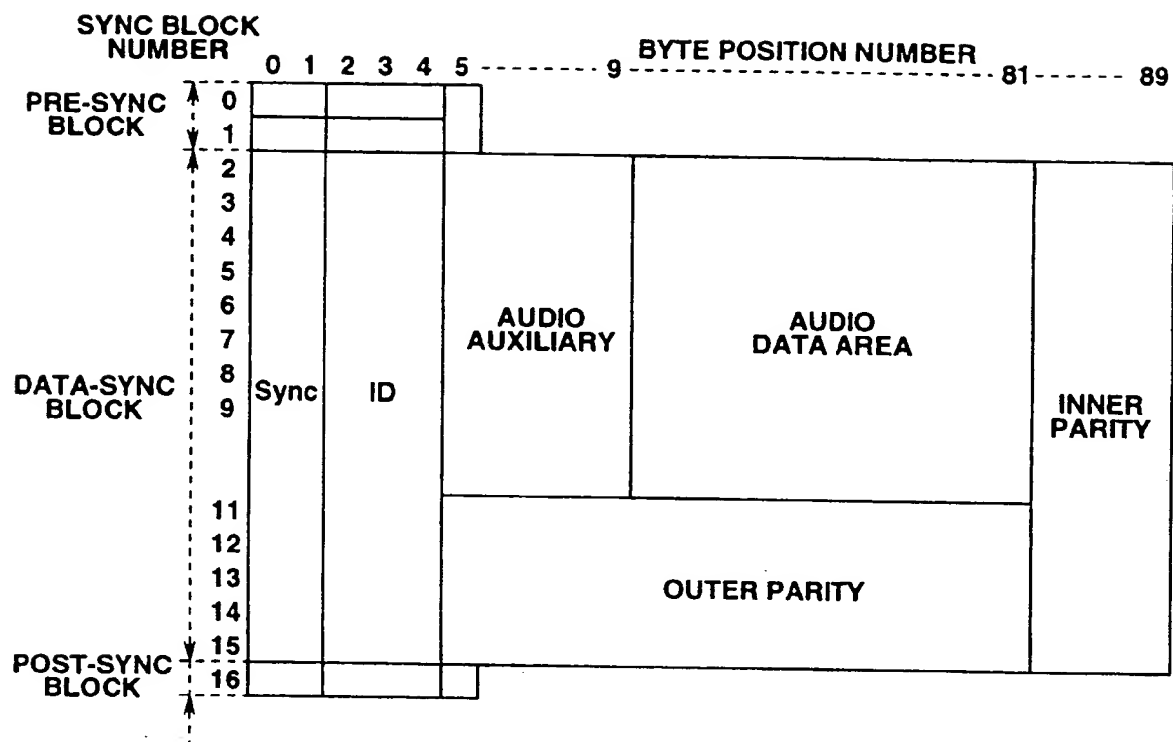 SYNC BLOCK
NUMBER
BYTE POSITION NUMBER
0 1 2 3 4 5 9 81 89
PRE-SYNC
BLOCK
0
1
2
3
4
5
6
7
8
9
11
12
13
14
15
16
DATA-SYNC
BLOCK
Sync
ID
AUDIO
AUXILIARY
AUDIO
DATA AREA
INNER
PARITY
OUTER PARITY
POST-SYNC
BLOCK